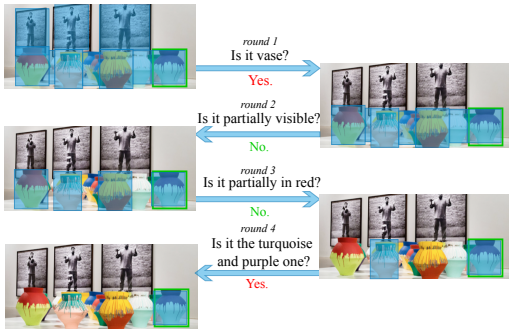 round 1
Is it vase?
Yes.
round 2
Is it partially visible?
No.
round 3
Is it partially in red?
No.
round 4
Is it the turquoise
and purple one?
Yes.